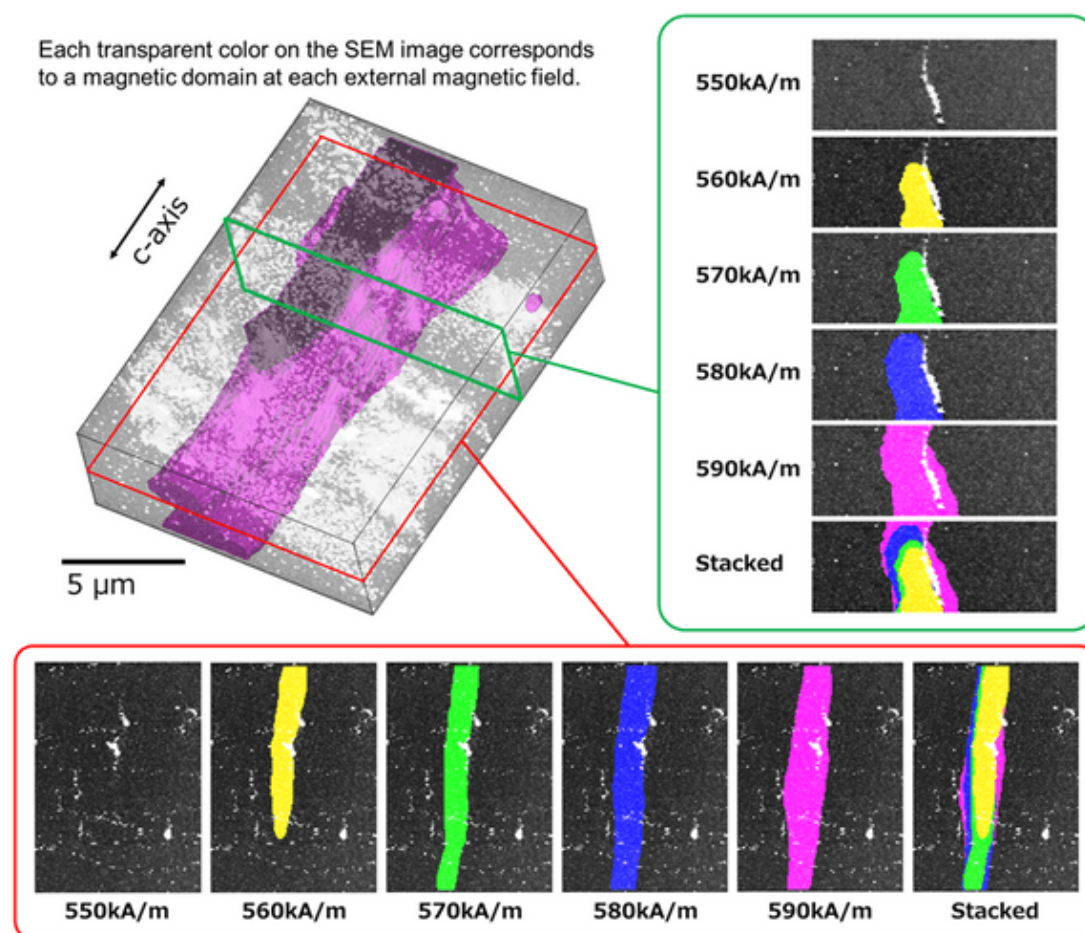 Each transparent color on the SEM image corresponds
to a magnetic domain at each external magnetic field.
c-axis
5 μm
550kA/m
560kA/m
570kA/m
580kA/m
590kA/m
Stacked
550kA/m
560kA/m
570kA/m
580kA/m
590kA/m
Stacked